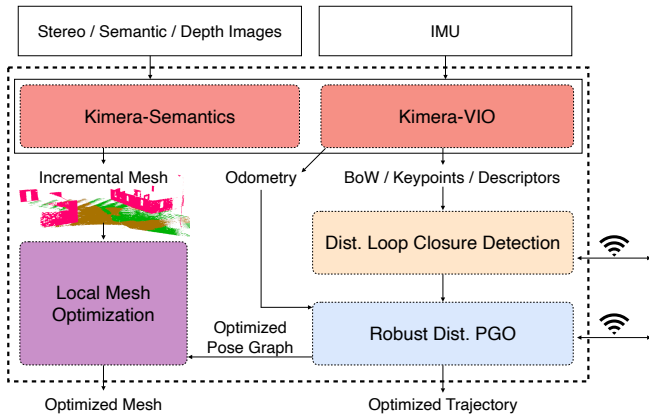 Stereo / Semantic / Depth Images
IMU
Kimera-Semantics
Kimera-VIO
Incremental Mesh
Odometry
BoW / Keypoints / Descriptors
Dist. Loop Closure Detection
Local Mesh
Optimization
Optimized
Pose Graph
Robust Dist. PGO
Optimized Mesh
Optimized Trajectory